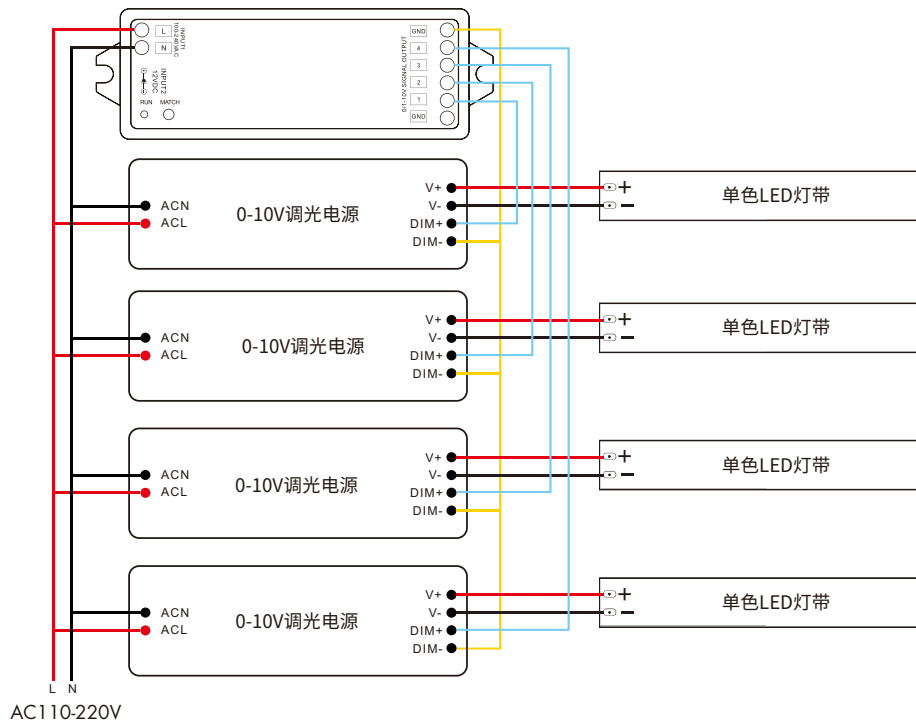 L
N
INPUT1
100-240VAC
INPUT2
12VDC
RUN MATCH
0/1-10V SIGNAL OUTPUT
GND
4
3
2
1
GND
ACN
ACL
0-10V调光电源
V+
V-
DIM+
DIM-
+
-
单色LED灯带
ACN
ACL
0-10V调光电源
V+
V-
DIM+
DIM-
+
-
单色LED灯带
ACN
ACL
0-10V调光电源
V+
V-
DIM+
DIM-
+
-
单色LED灯带
ACN
ACL
0-10V调光电源
V+
V-
DIM+
DIM-
+
-
单色LED灯带
L N
AC110-220V